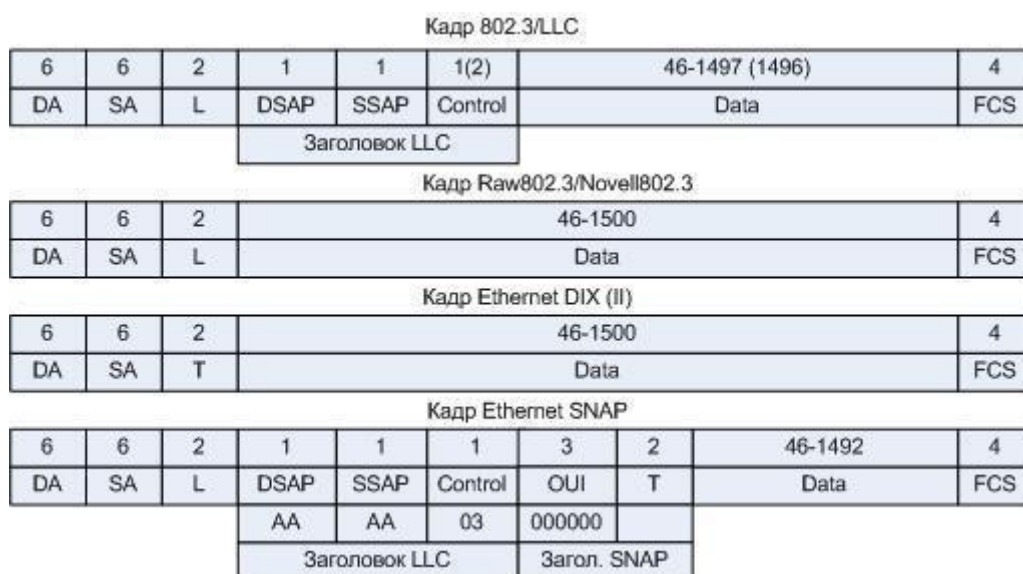 Кадр 802.3/LLC
6 6 2 1 1 1(2) 46-1497 (1496) 4
DA SA L DSAP SSAP Control Data FCS
Заголовок LLC
Кадр Raw802.3/Novell802.3
6 6 2 46-1500 4
DA SA L Data FCS
Кадр Ethernet DIX (II)
6 6 2 46-1500 4
DA SA T Data FCS
Кадр Ethernet SNAP
6 6 2 1 1 1 3 2 46-1492 4
DA SA L DSAP SSAP Control OUI T Data FCS
AA AA 03 000000
Заголовок LLC Загол. SNAP